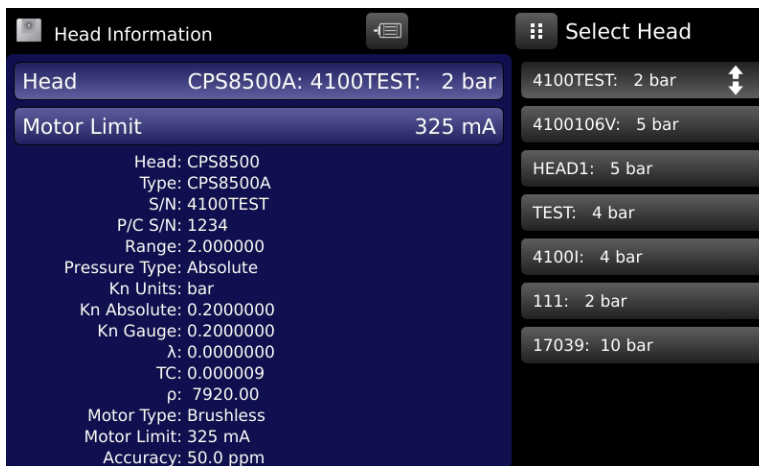 Head Information
Head CPS8500A: 4100TEST: 2 bar
Motor Limit 325 mA
Head: CPS8500
Type: CPS8500A
S/N: 4100TEST
P/C S/N: 1234
Range: 2.000000
Pressure Type: Absolute
Kn Units: bar
Kn Absolute: 0.2000000
Kn Gauge: 0.2000000
λ: 0.0000000
TC: 0.000009
ρ: 7920.00
Motor Type: Brushless
Motor Limit: 325 mA
Accuracy: 50.0 ppm
Select Head
4100TEST: 2 bar
4100106V: 5 bar
HEAD1: 5 bar
TEST: 4 bar
4100I: 4 bar
111: 2 bar
17039: 10 bar